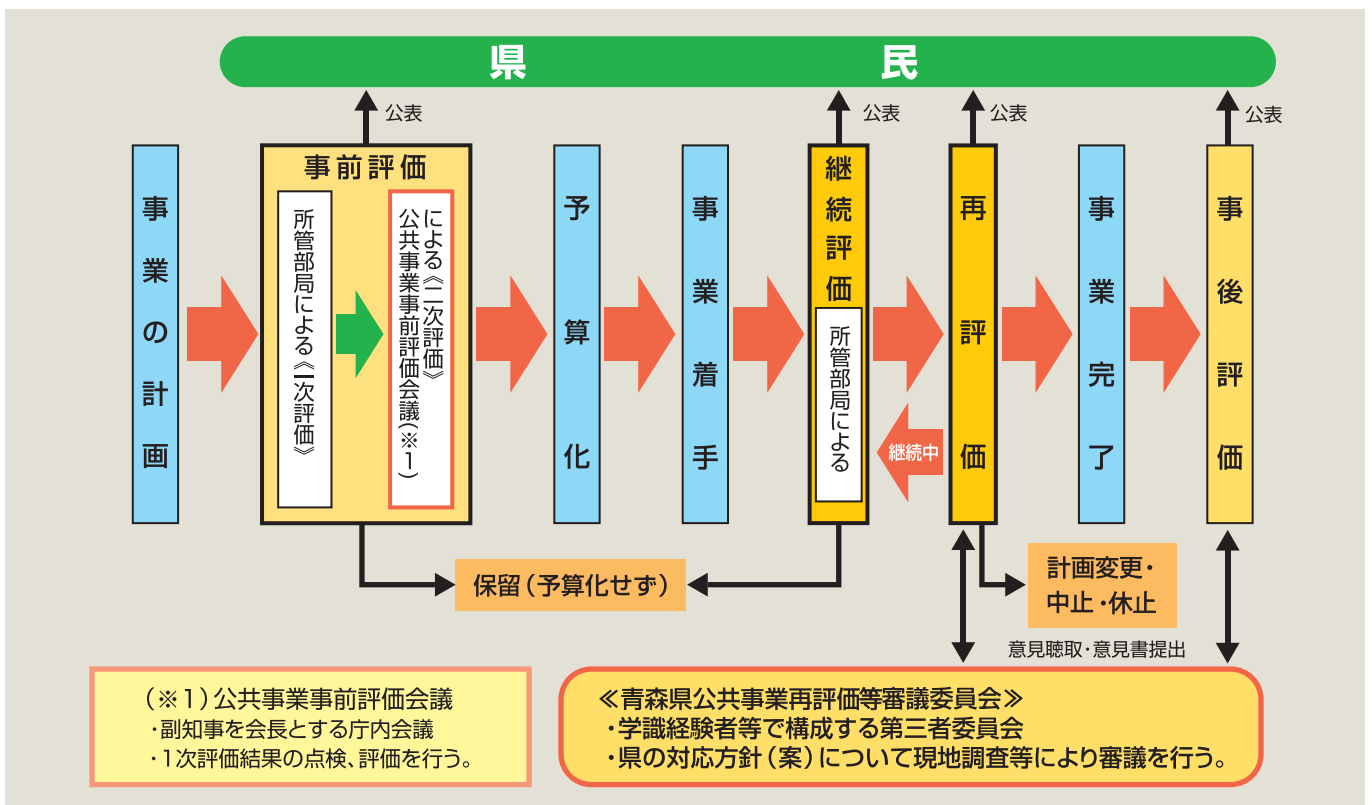 県民
公表
公表
公表
公表
事業の計画
事前評価
所管部局による《一次評価》
公共事業事前評価会議(※1)
による《二次評価》
予算化
事業着手
継続評価
所管部局による
再評価
継続中
事業完了
事後評価
保留(予算化せず)
計画変更・
中止・休止
意見聴取・意見書提出
(※1)公共事業事前評価会議
・副知事を会長とする庁内会議
・1次評価結果の点検、評価を行う。
≪青森県公共事業再評価等審議委員会≫
・学識経験者等で構成する第三者委員会
・県の対応方針(案)について現地調査等により審議を行う。